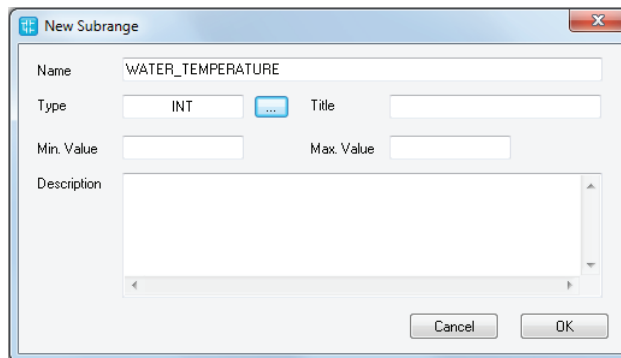 New Subrange
Name WATER_TEMPERATURE
Type INT ... Title
Min. Value Max. Value
Description
Cancel OK